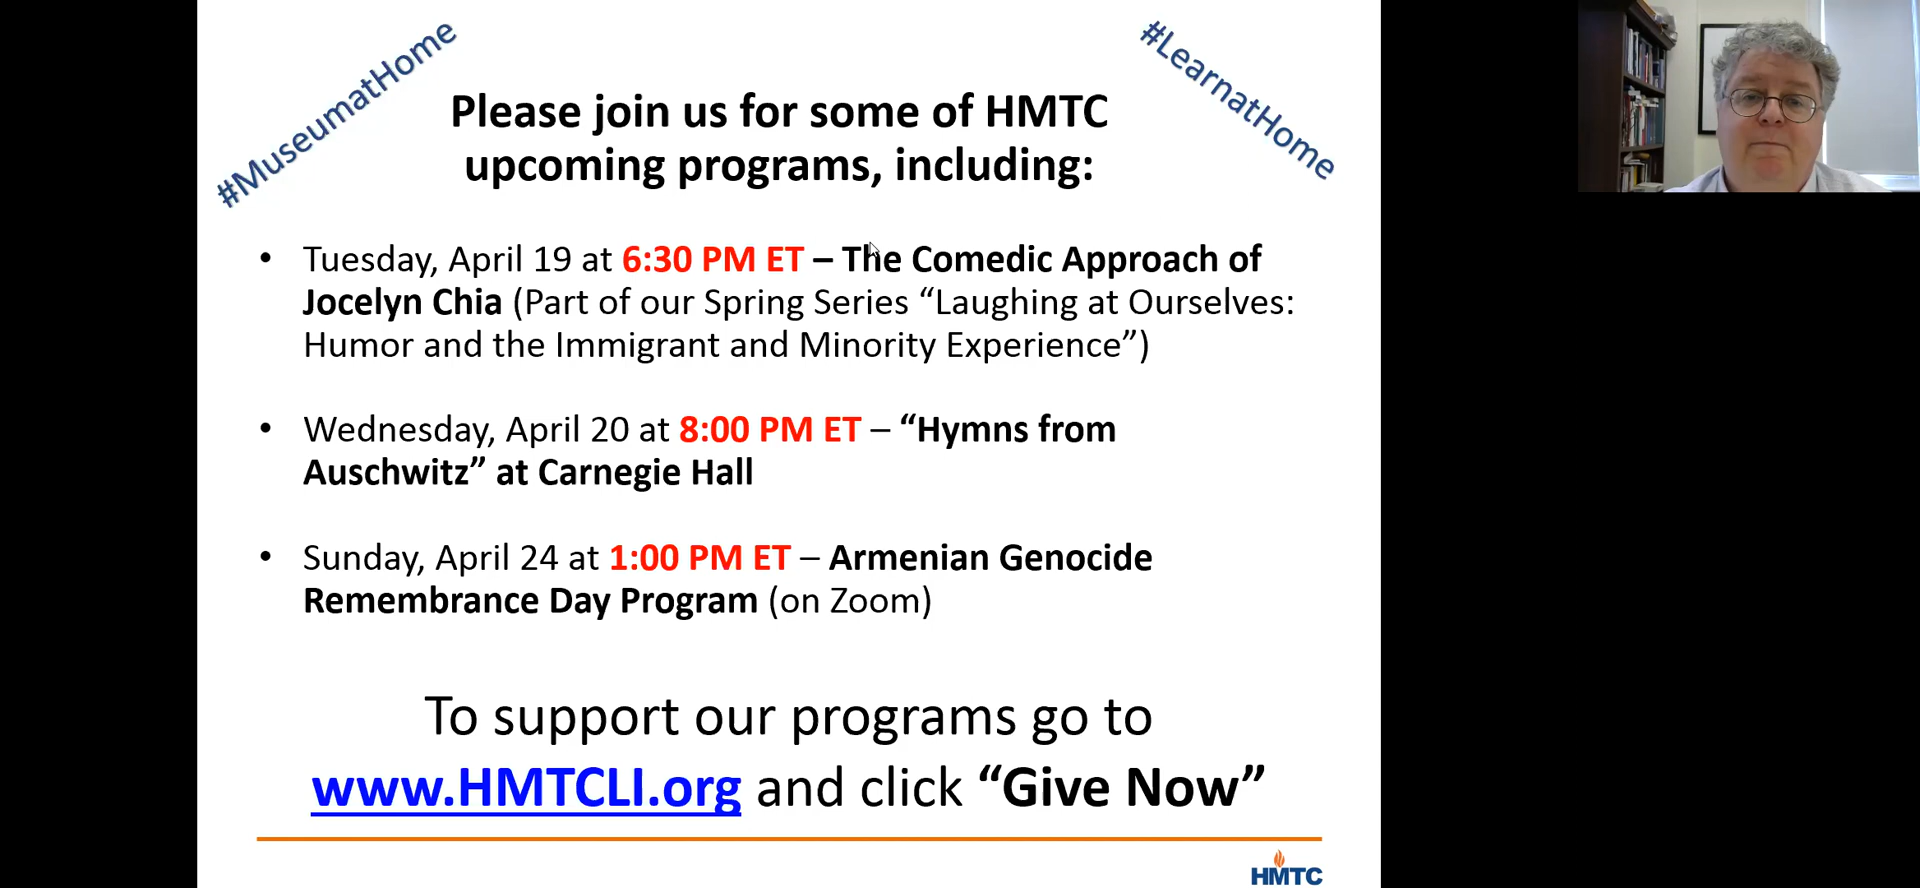 #MuseumatHome
#LearnatHome
Please join us for some of HMTC
upcoming programs, including:
• Tuesday, April 19 at 6:30 PM ET – The Comedic Approach of
Jocelyn Chia (Part of our Spring Series “Laughing at Ourselves:
Humor and the Immigrant and Minority Experience”)
• Wednesday, April 20 at 8:00 PM ET – “Hymns from
Auschwitz” at Carnegie Hall
• Sunday, April 24 at 1:00 PM ET – Armenian Genocide
Remembrance Day Program (on Zoom)
To support our programs go to
www.HMTCLI.org and click “Give Now”
HMTC